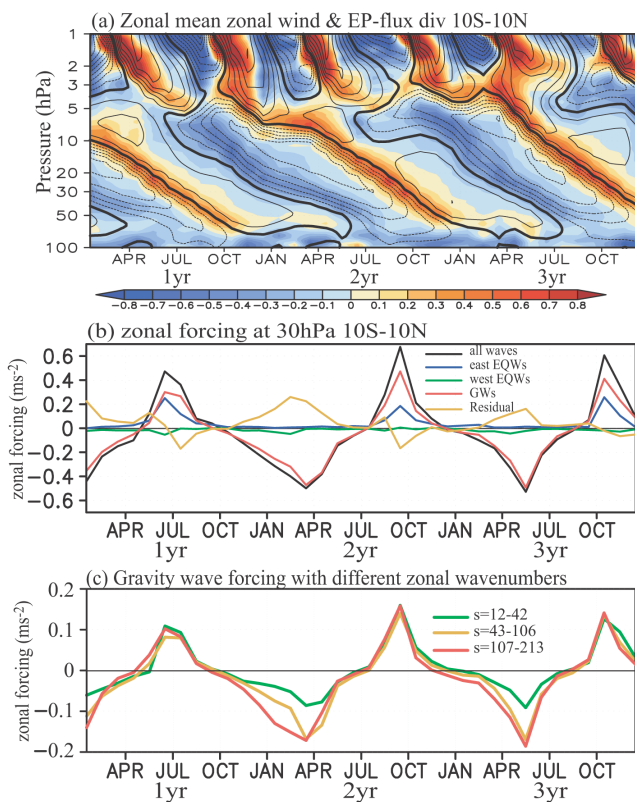 (a) Zonal mean zonal wind & EP-flux div 10S-10N
Pressure (hPa)
1
2
3
5
10
20
30
50
100
APR JUL OCT JAN APR JUL OCT JAN APR JUL OCT
1yr 2yr 3yr
-0.8 -0.7 -0.6 -0.5 -0.4 -0.3 -0.2 -0.1 0 0.1 0.2 0.3 0.4 0.5 0.6 0.7 0.8
(b) zonal forcing at 30hPa 10S-10N
zonal forcing (ms-2)
0.6
0.4
0.2
0
-0.2
-0.4
-0.6
all waves
east EQWs
west EQWs
GWs
Residual
APR JUL OCT JAN APR JUL OCT JAN APR JUL OCT
1yr 2yr 3yr
(c) Gravity wave forcing with different zonal wavenumbers
zonal forcing (ms-2)
0.2
0.1
0
-0.1
-0.2
s=12-42
s=43-106
s=107-213
APR JUL OCT JAN APR JUL OCT JAN APR JUL OCT
1yr 2yr 3yr